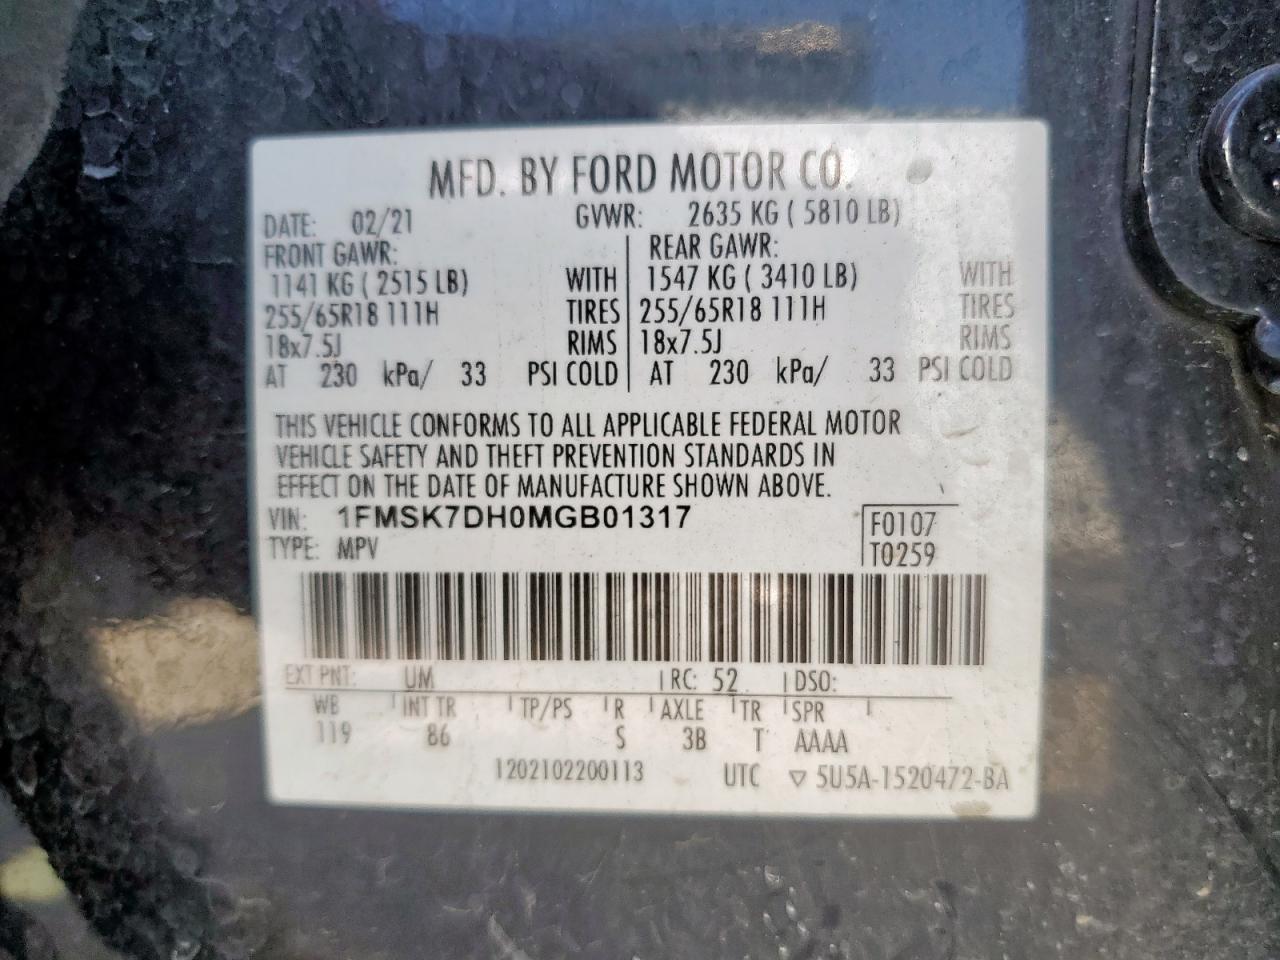 MFD. BY FORD MOTOR CO.
DATE: 02/21 GVWR: 2635 KG ( 5810 LB)
FRONT GAWR: REAR GAWR:
1141 KG ( 2515 LB) WITH 1547 KG ( 3410 LB) WITH
255/65R18 111H TIRES 255/65R18 111H TIRES
18x7.5J RIMS 18x7.5J RIMS
AT 230 kPa/ 33 PSI COLD AT 230 kPa/ 33 PSI COLD
THIS VEHICLE CONFORMS TO ALL APPLICABLE FEDERAL MOTOR
VEHICLE SAFETY AND THEFT PREVENTION STANDARDS IN
EFFECT ON THE DATE OF MANUFACTURE SHOWN ABOVE.
VIN: 1FMSK7DH0MGB01317 F0107
TYPE: MPV T0259
EXT PNT: UM RC: 52 DSO:
WB INT TR TP/PS R AXLE TR SPR
119 86 S 3B T AAAA
1202102200113 UTC ▽ 5U5A-1520472-BA